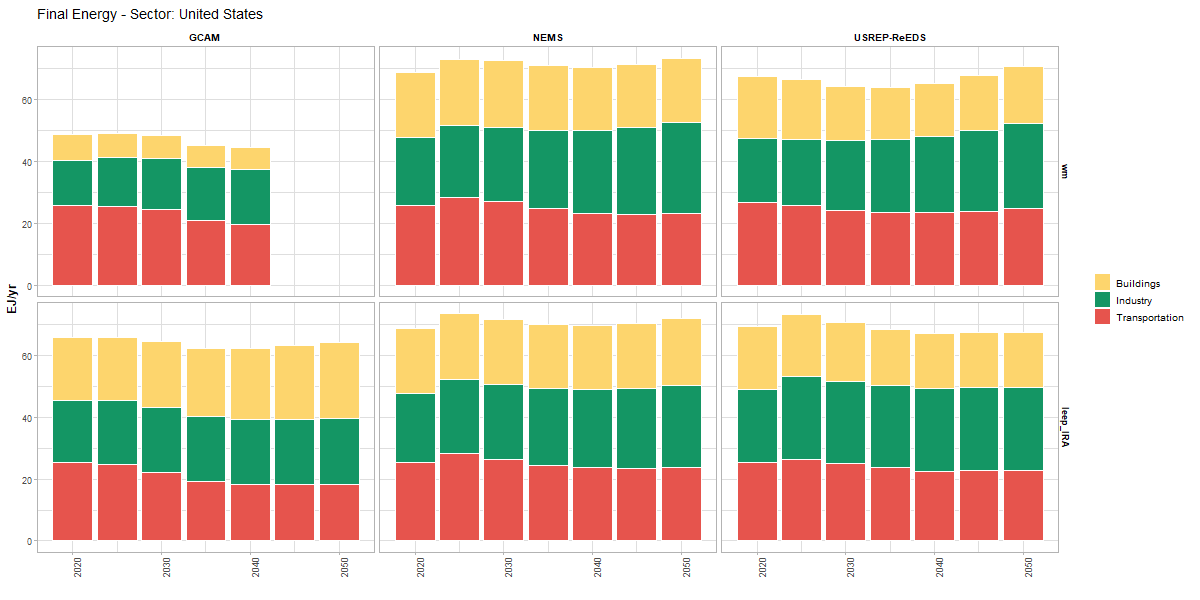 Final Energy - Sector: United States
GCAM NEMS USREP-ReEDS
60
40
20
0
wm
60
40
20
0
leep_IRA
EJ/yr
2020 2030 2040 2050 2020 2030 2040 2050 2020 2030 2040 2050
Buildings
Industry
Transportation